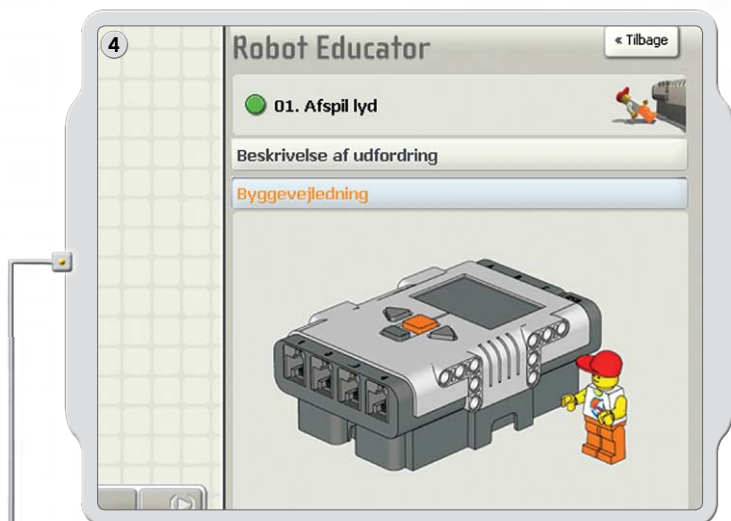 4
Robot Educator
« Tilbage
01. Afspil lyd
Beskrivelse af udfordring
Byggevejledning